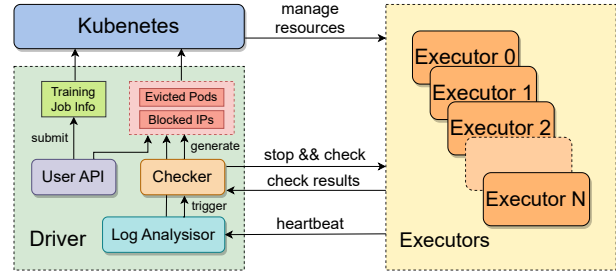 Kubenetes
manage
resources
Training
Job Info
Evicted Pods
Blocked IPs
submit
generate
User API
Checker
stop && check
check results
trigger
Log Analysisor
heartbeat
Driver
Executor 0
Executor 1
Executor 2
Executor N
Executors